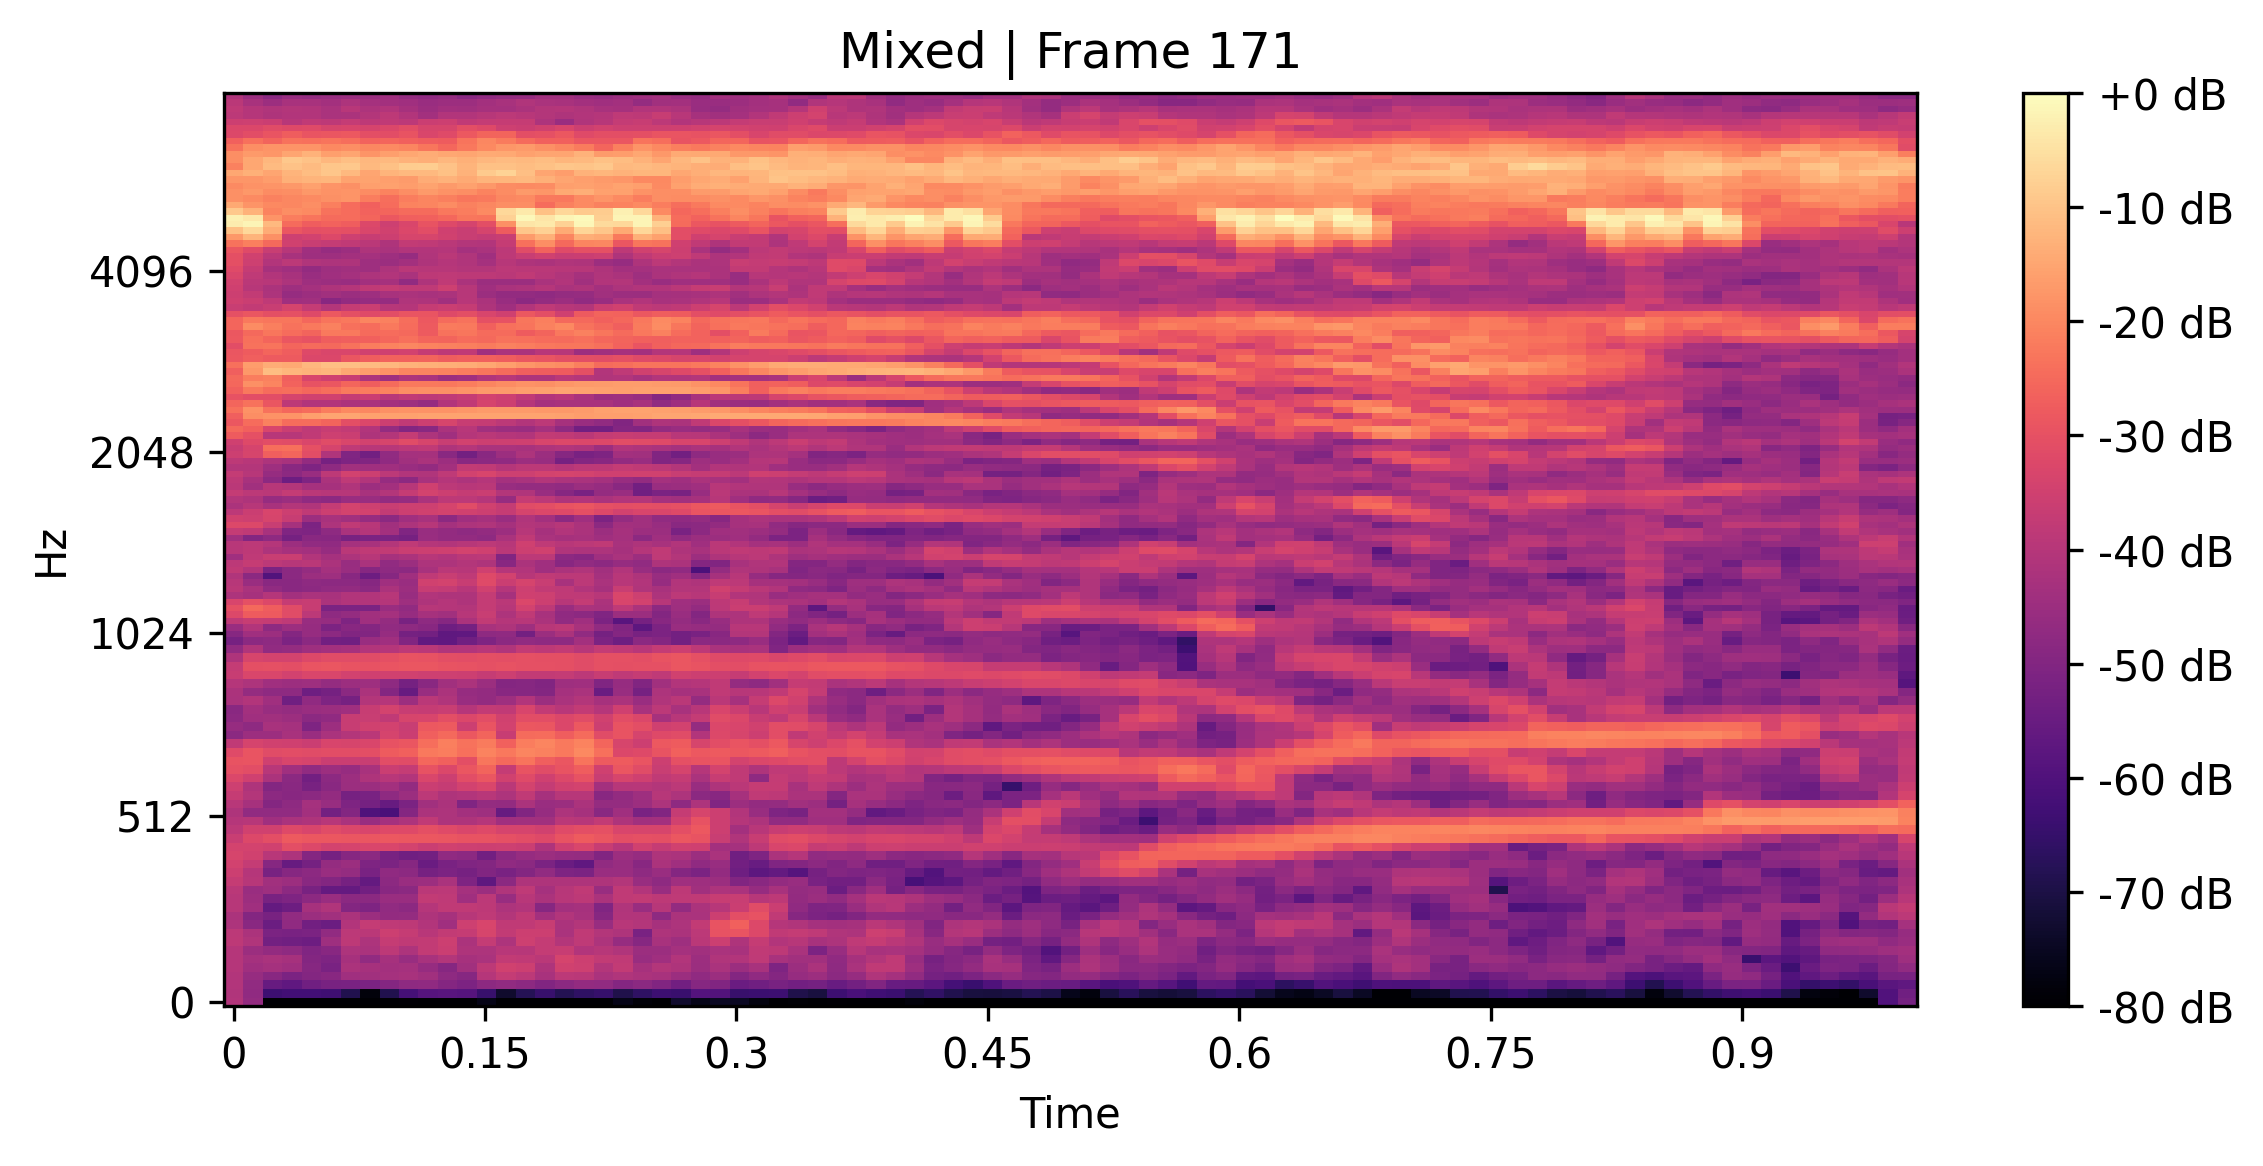 Mixed | Frame 171
+0 dB
-10 dB
-20 dB
-30 dB
-40 dB
-50 dB
-60 dB
-70 dB
-80 dB
Hz
4096
2048
1024
512
0
0 0.15 0.3 0.45 0.6 0.75 0.9
Time